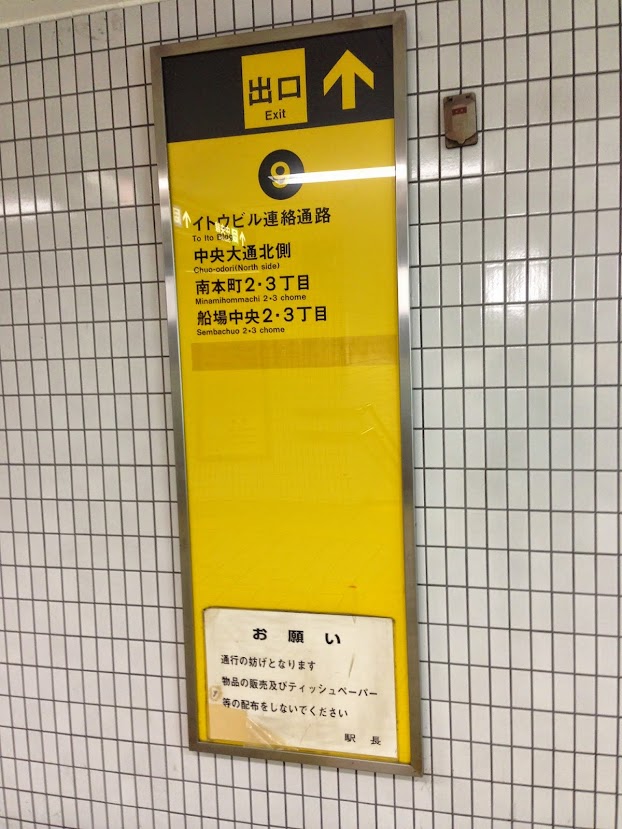 出口
Exit
9
イトウビル連絡通路
To Ito Bldg.
中央大通北側
Chuo-odori(North side)
南本町2・3丁目
Minamihommachi 2・3 chome
船場中央2・3丁目
Sembachuo 2・3 chome
お願い
通行の妨げとなります
物品の販売及びティッシュペーパー
等の配布をしないでください
駅長